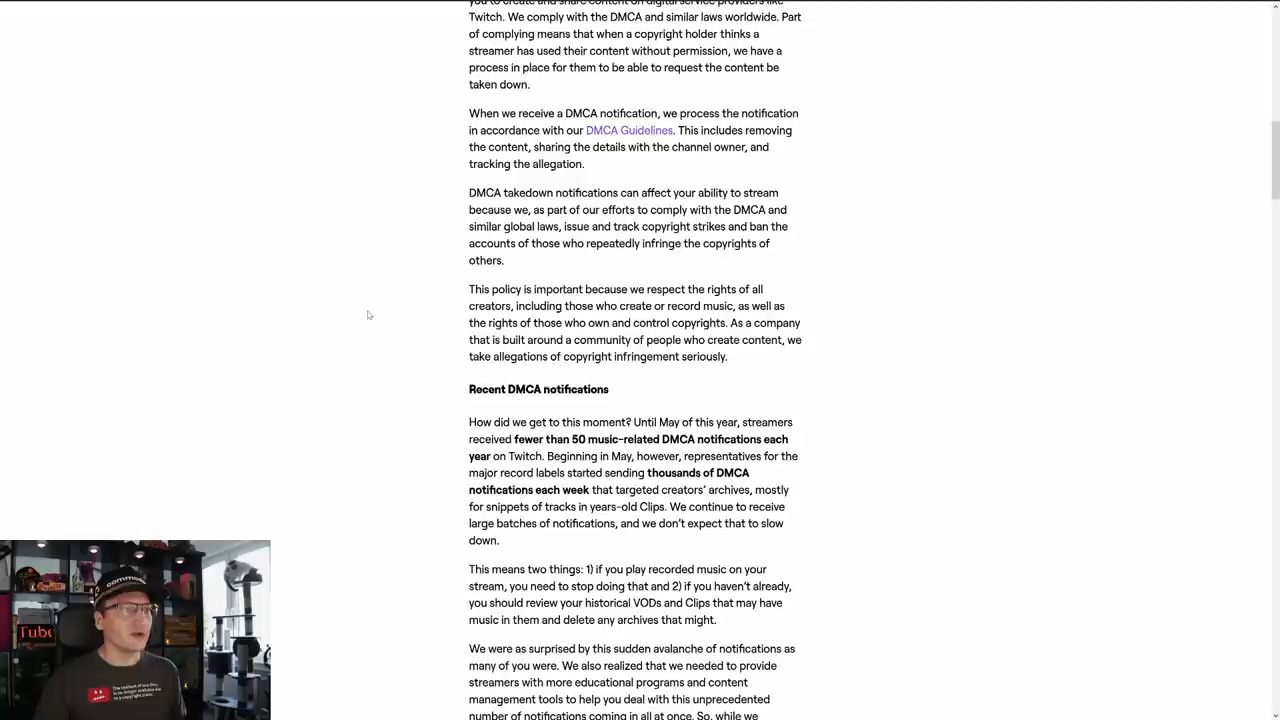 you to create and share content on digital service providers like
Twitch. We comply with the DMCA and similar laws worldwide. Part
of complying means that when a copyright holder thinks a
streamer has used their content without permission, we have a
process in place for them to be able to request the content be
taken down.
When we receive a DMCA notification, we process the notification
in accordance with our DMCA Guidelines. This includes removing
the content, sharing the details with the channel owner, and
tracking the allegation.
DMCA takedown notifications can affect your ability to stream
because we, as part of our efforts to comply with the DMCA and
similar global laws, issue and track copyright strikes and ban the
accounts of those who repeatedly infringe the copyrights of
others.
This policy is important because we respect the rights of all
creators, including those who create or record music, as well as
the rights of those who own and control copyrights. As a company
that is built around a community of people who create content, we
take allegations of copyright infringement seriously.
Recent DMCA notifications
How did we get to this moment? Until May of this year, streamers
received fewer than 50 music-related DMCA notifications each
year on Twitch. Beginning in May, however, representatives for the
major record labels started sending thousands of DMCA
notifications each week that targeted creators’ archives, mostly
for snippets of tracks in years-old Clips. We continue to receive
large batches of notifications, and we don’t expect that to slow
down.
This means two things: 1) if you play recorded music on your
stream, you need to stop doing that and 2) if you haven’t already,
you should review your historical VODs and Clips that may have
music in them and delete any archives that might.
We were as surprised by this sudden avalanche of notifications as
many of you were. We also realized that we needed to provide
streamers with more educational programs and content
management tools to help you deal with this unprecedented
number of notifications coming in all at once. So, while we
Tube